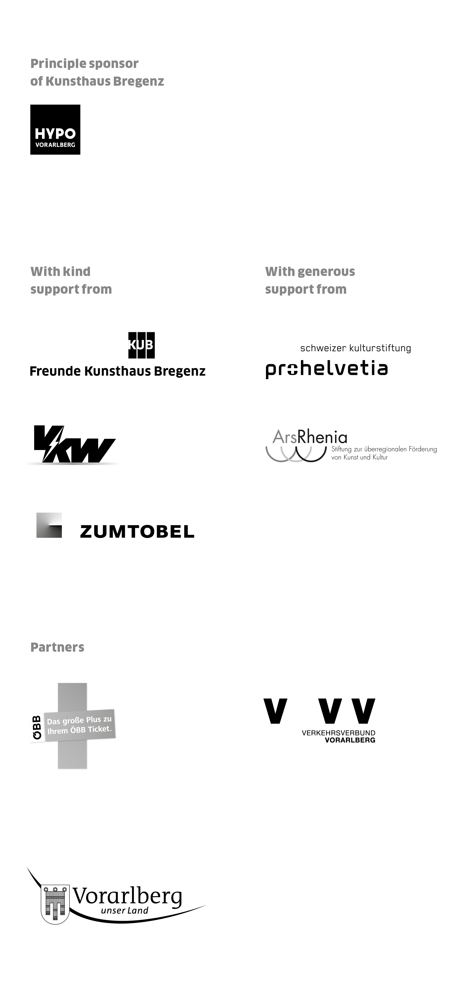 Principle sponsor
of Kunsthaus Bregenz
HYPO
VORARLBERG
With kind
support from
KUB
Freunde Kunsthaus Bregenz
VKW
ZUMTOBEL
With generous
support from
schweizer kulturstiftung
prohelvetia
ArsRhenia
Stiftung zur überregionalen Förderung
von Kunst und Kultur
Partners
ÖBB
Das große Plus zu
Ihrem ÖBB Ticket.
V VV
VERKEHRSVERBUND
VORARLBERG
Vorarlberg
unser Land